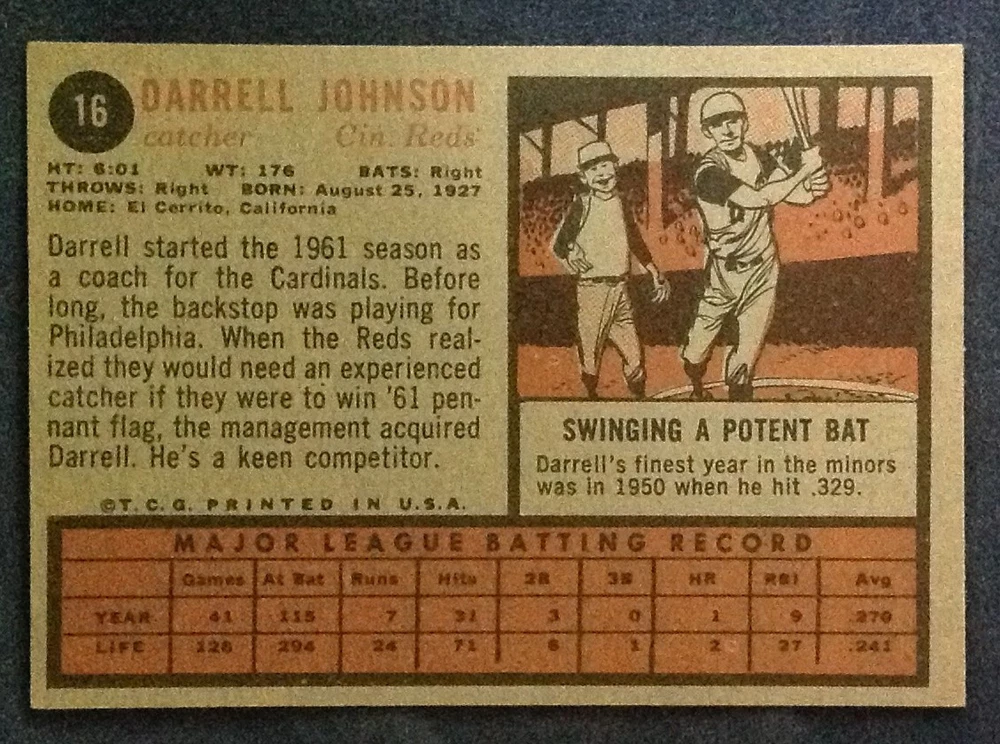 16
DARRELL JOHNSON
catcher Cin. Reds
HT: 6:01 WT: 176 BATS: Right
THROWS: Right BORN: August 25, 1927
HOME: El Cerrito, California
Darrell started the 1961 season as
a coach for the Cardinals. Before
long, the backstop was playing for
Philadelphia. When the Reds real-
ized they would need an experienced
catcher if they were to win '61 pen-
nant flag, the management acquired
Darrell. He's a keen competitor.
©T.C.G. PRINTED IN U.S.A.
SWINGING A POTENT BAT
Darrell's finest year in the minors
was in 1950 when he hit .329.
MAJOR LEAGUE BATTING RECORD
Games At Bat Runs Hits 2B 3B HR RBI Avg
YEAR 41 115 7 31 3 0 1 9 .270
LIFE 128 294 24 71 6 1 2 27 .241